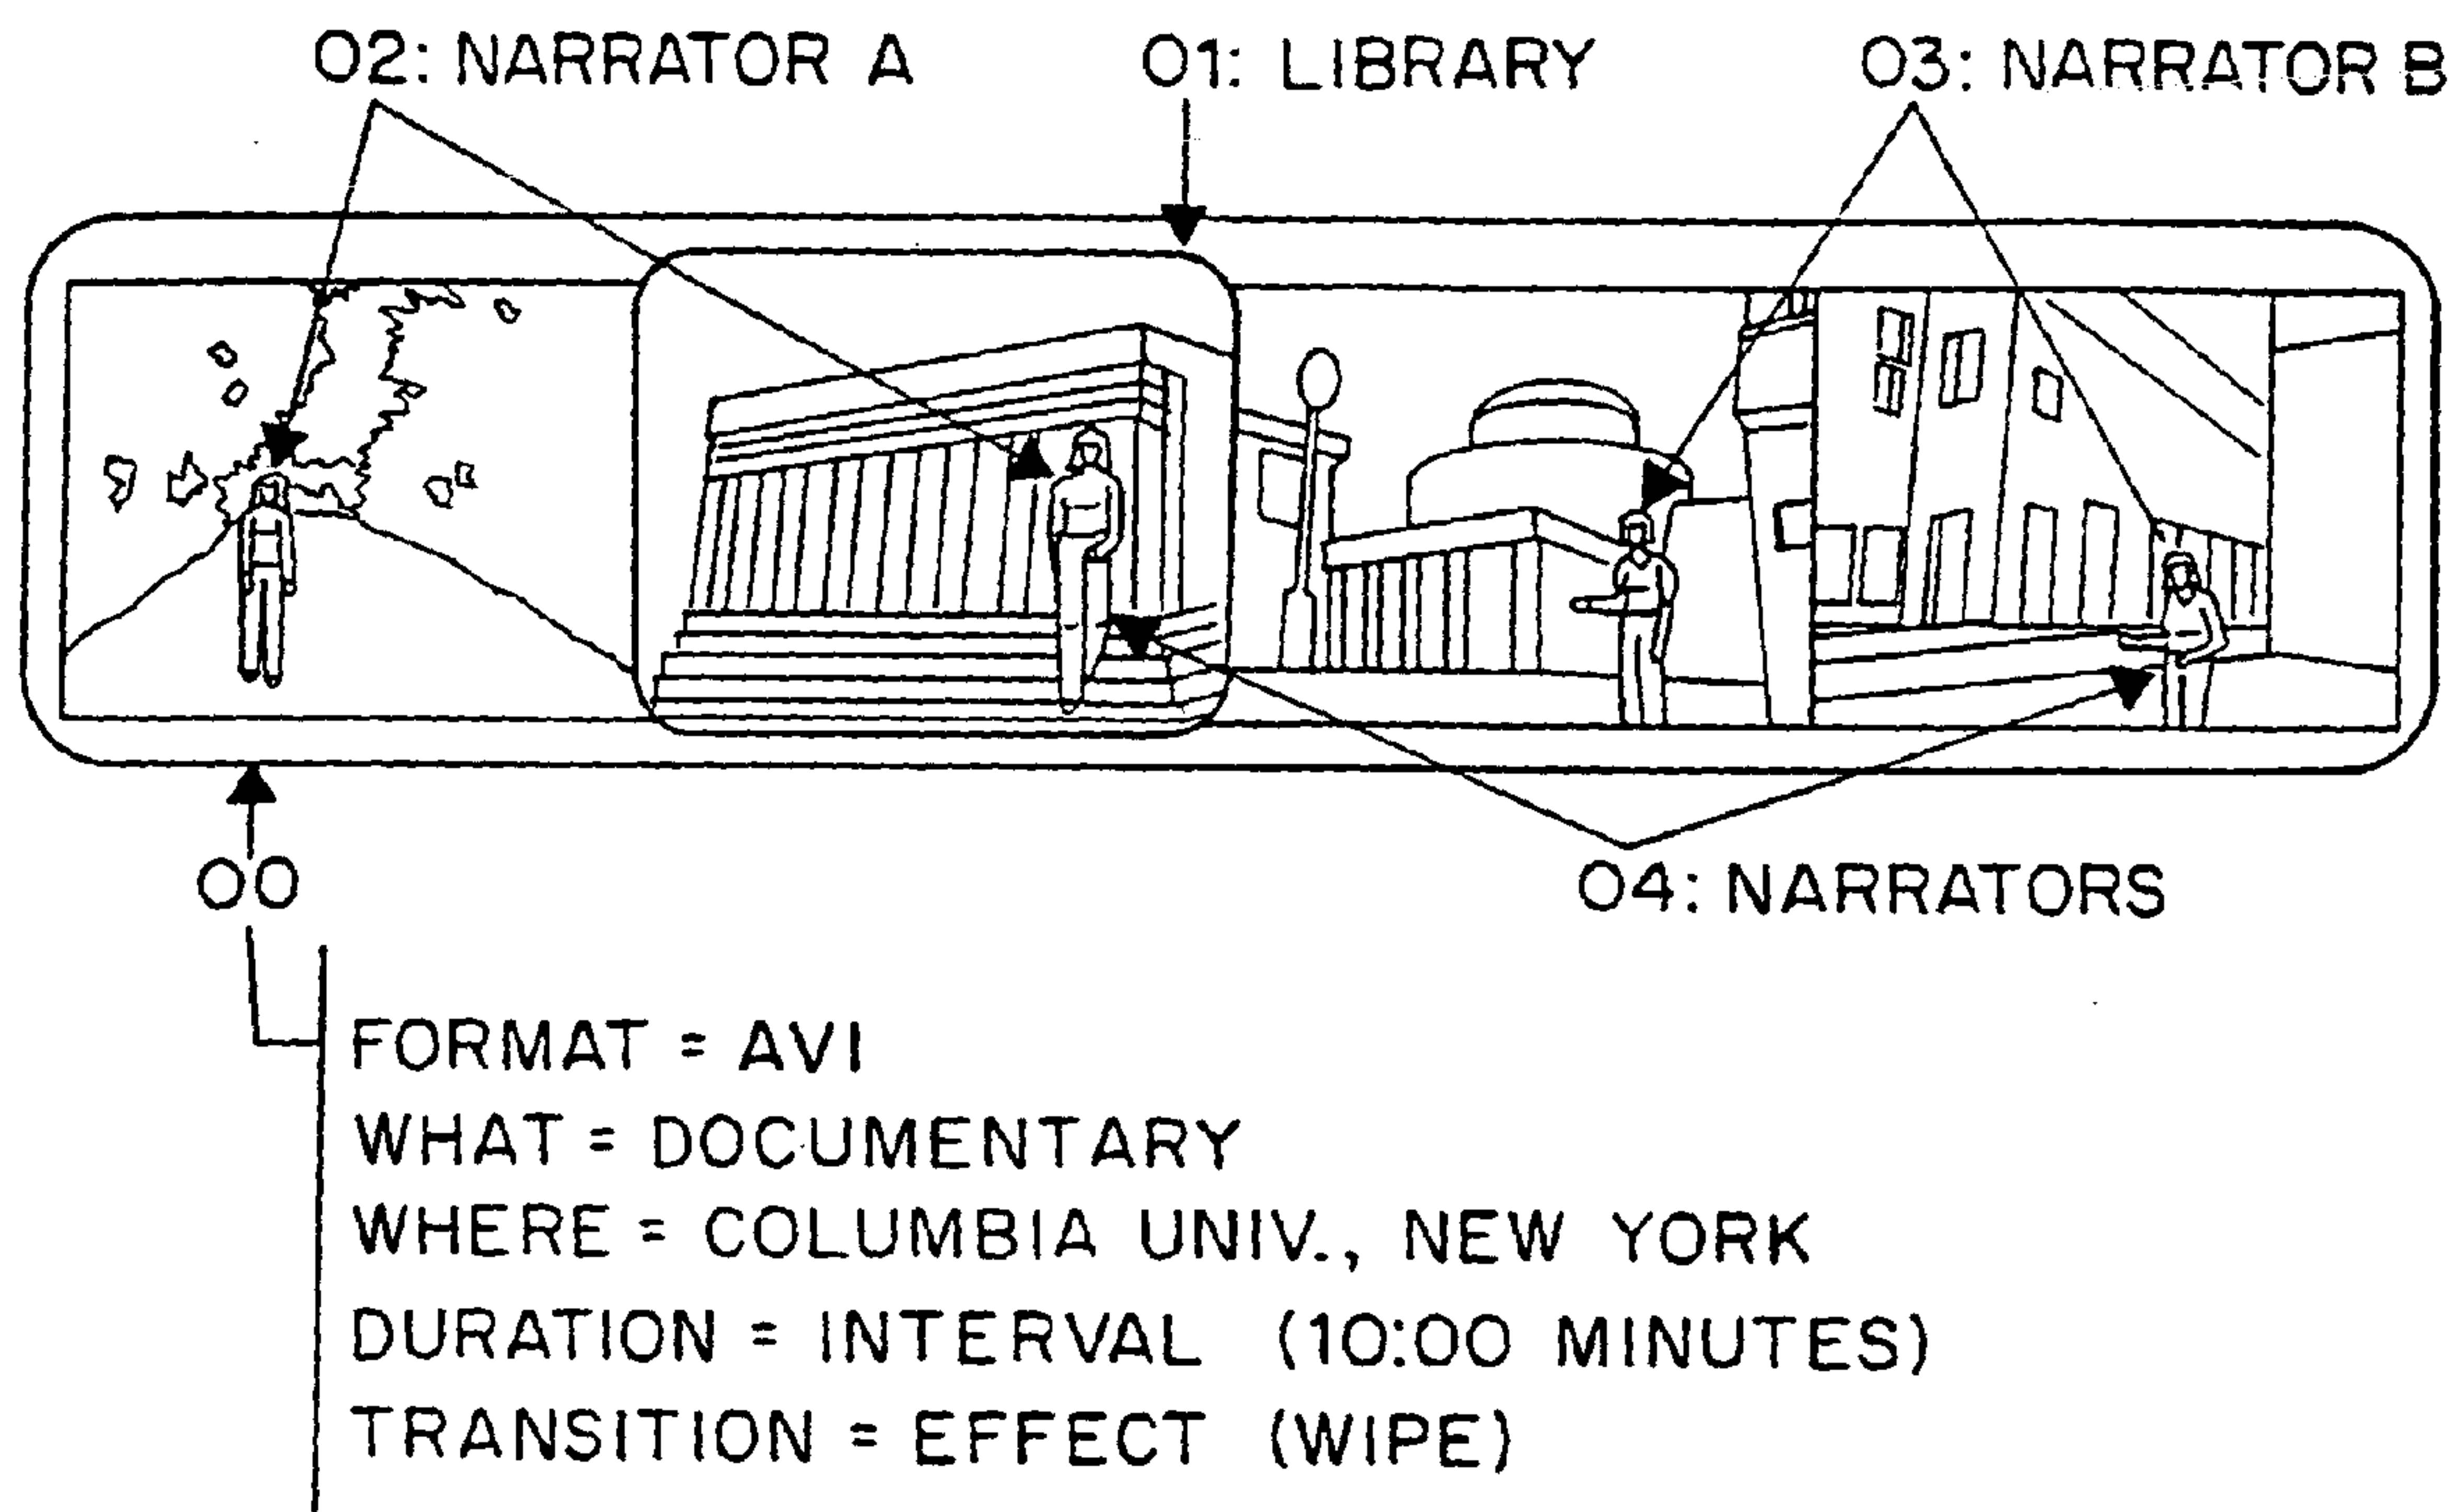 O2: NARRATOR A
O1: LIBRARY
O3: NARRATOR B
O0
O4: NARRATORS
FORMAT = AVI
WHAT = DOCUMENTARY
WHERE = COLUMBIA UNIV., NEW YORK
DURATION = INTERVAL (10:00 MINUTES)
TRANSITION = EFFECT (WIPE)